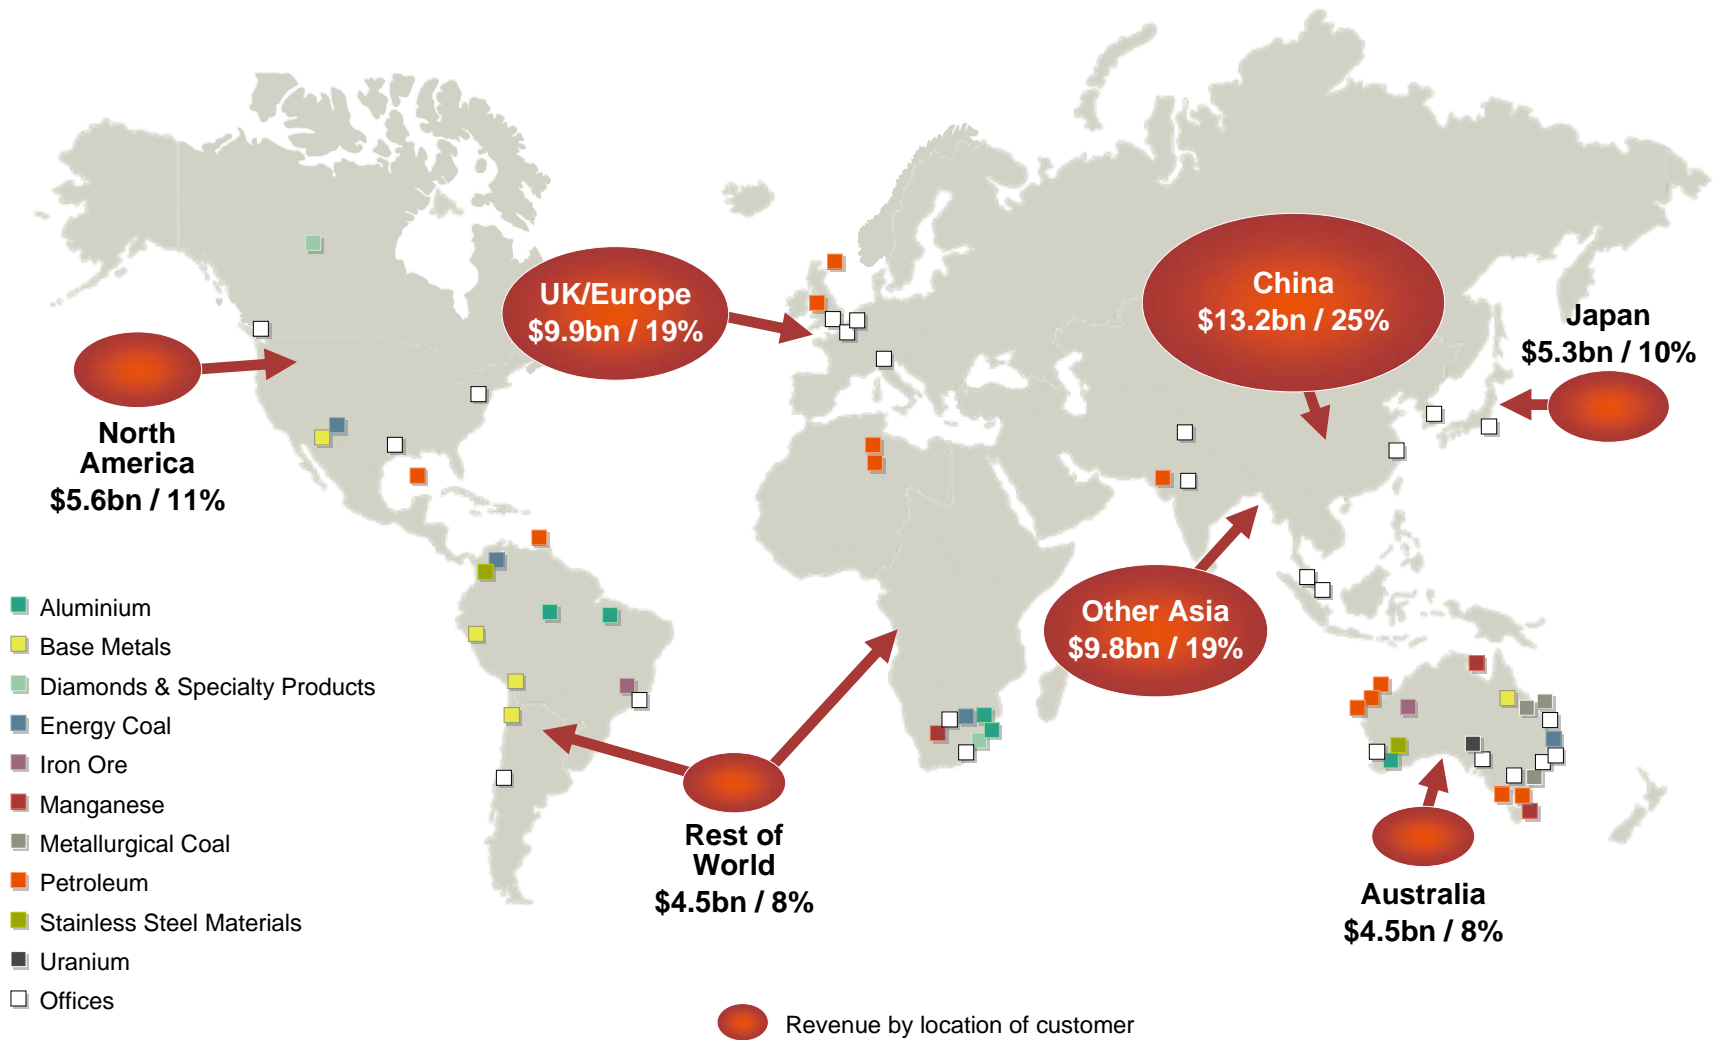 UK/Europe
$9.9bn / 19%
China
$13.2bn / 25%
Japan
$5.3bn / 10%
North
America
$5.6bn / 11%
Other Asia
$9.8bn / 19%
Rest of
World
$4.5bn / 8%
Australia
$4.5bn / 8%
Aluminium
Base Metals
Diamonds & Specialty Products
Energy Coal
Iron Ore
Manganese
Metallurgical Coal
Petroleum
Stainless Steel Materials
Uranium
Offices
Revenue by location of customer